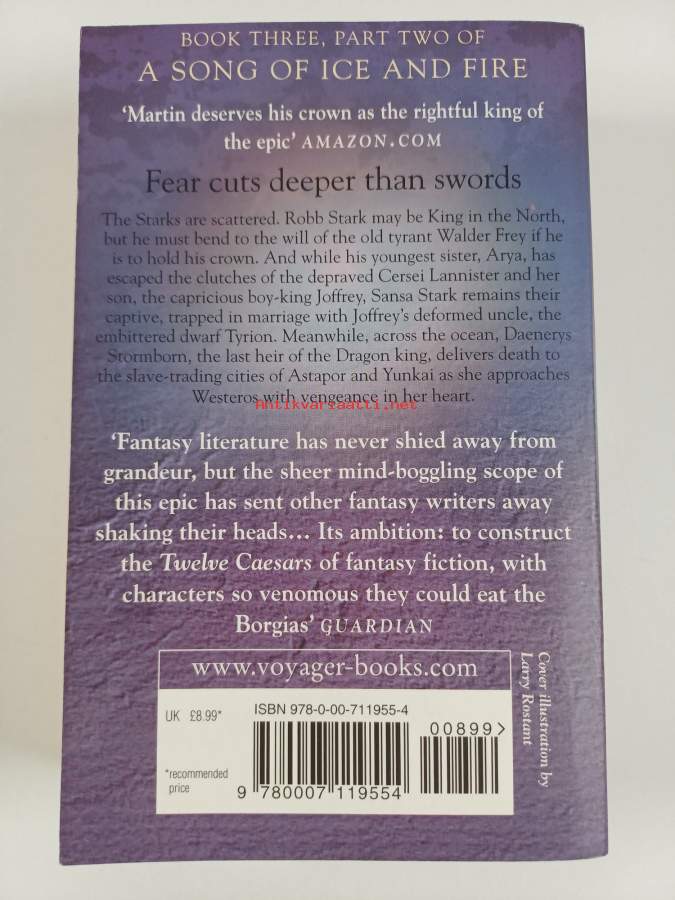 BOOK THREE, PART TWO OF
A SONG OF ICE AND FIRE
‘Martin deserves his crown as the rightful king of
the epic’ AMAZON.COM
Fear cuts deeper than swords
The Starks are scattered. Robb Stark may be King in the North,
but he must bend to the will of the old tyrant Walder Frey if he
is to hold his crown. And while his youngest sister, Arya, has
escaped the clutches of the depraved Cersei Lannister and her
son, the capricious boy-king Joffrey, Sansa Stark remains their
captive, trapped in marriage with Joffrey’s deformed uncle, the
embittered dwarf Tyrion. Meanwhile, across the ocean, Daenerys
Stormborn, the last heir of the Dragon king, delivers death to
the slave-trading cities of Astapor and Yunkai as she approaches
Westeros with vengeance in her heart.
Antikvariaatti.net
‘Fantasy literature has never shied away from
grandeur, but the sheer mind-boggling scope of
this epic has sent other fantasy writers away
shaking their heads… Its ambition: to construct
the Twelve Caesars of fantasy fiction, with
characters so venomous they could eat the
Borgias’ GUARDIAN
www.voyager-books.com
Cover illustration by
Larry Rostant
UK £8.99*
*recommended
price
ISBN 978-0-00-711955-4
00899>
9 780007 119554